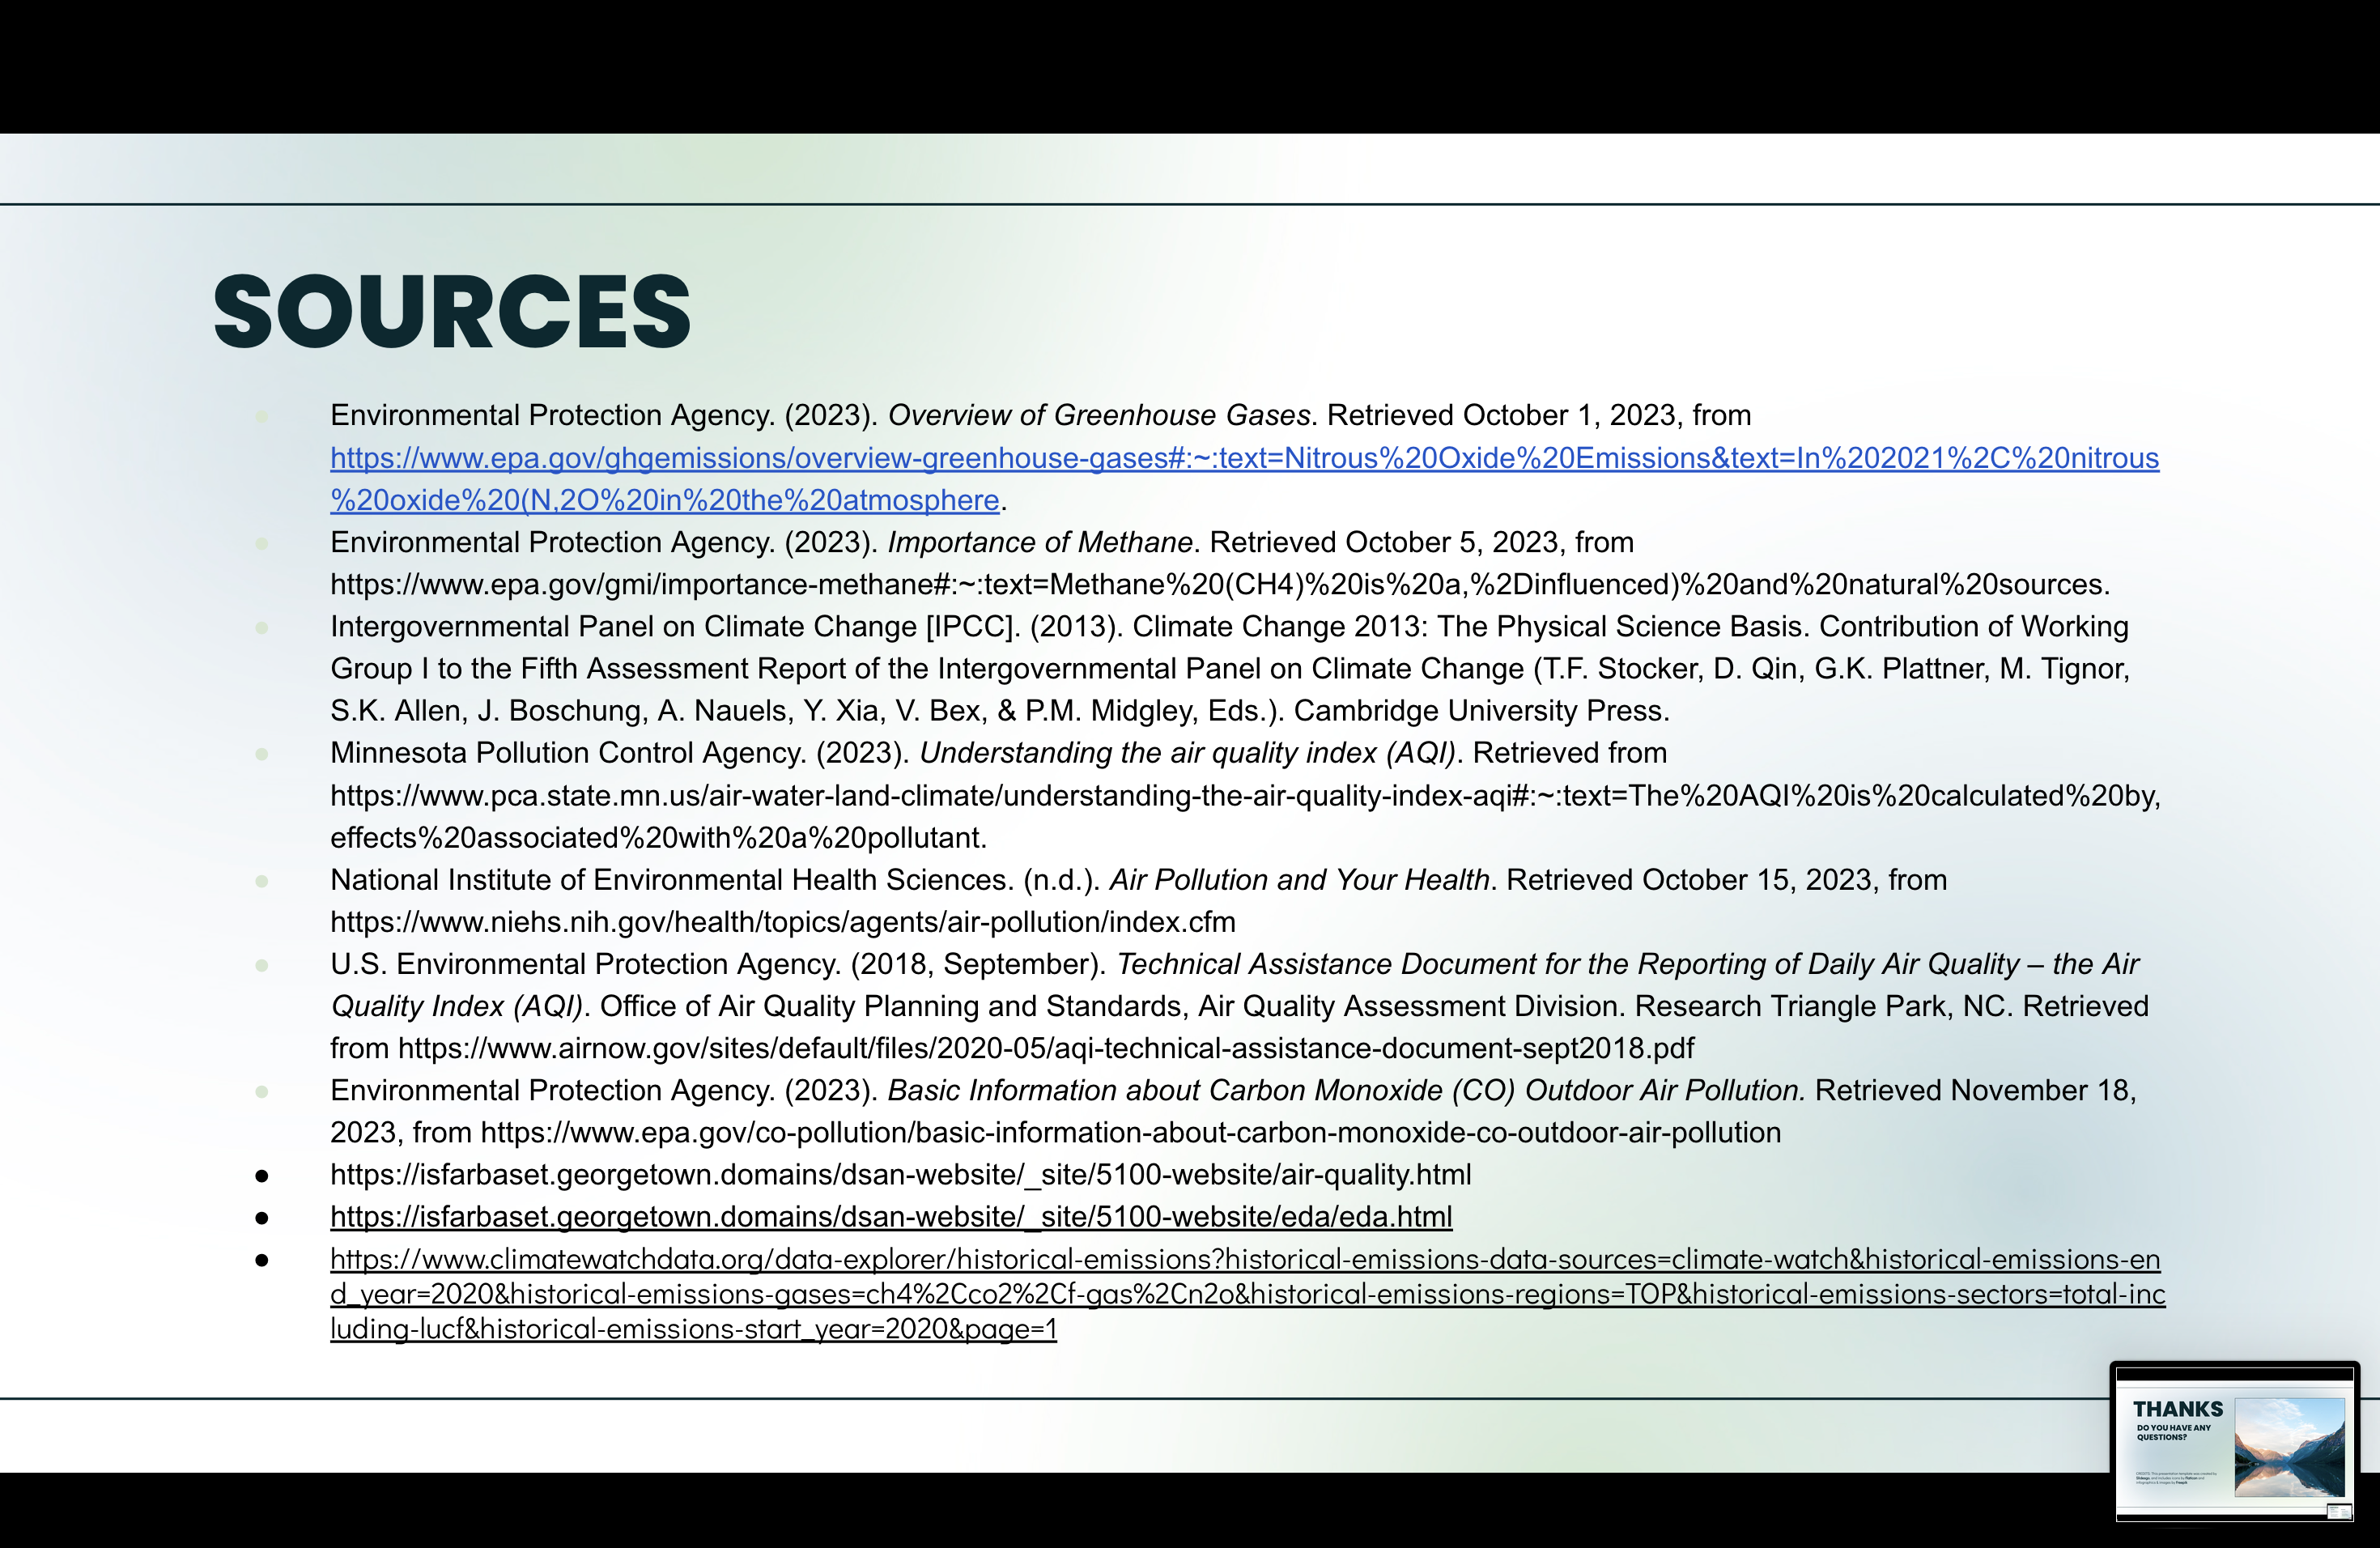 SOURCES
Environmental Protection Agency. (2023). Overview of Greenhouse Gases. Retrieved October 1, 2023, from
https://www.epa.gov/ghgemissions/overview-greenhouse-gases#:~:text=Nitrous%20Oxide%20Emissions&text=In%202021%2C%20nitrous
%20oxide%20(N,2O%20in%20the%20atmosphere.
Environmental Protection Agency. (2023). Importance of Methane. Retrieved October 5, 2023, from
https://www.epa.gov/gmi/importance-methane#:~:text=Methane%20(CH4)%20is%20a,%2Dinfluenced)%20and%20natural%20sources.
Intergovernmental Panel on Climate Change [IPCC]. (2013). Climate Change 2013: The Physical Science Basis. Contribution of Working
Group I to the Fifth Assessment Report of the Intergovernmental Panel on Climate Change (T.F. Stocker, D. Qin, G.K. Plattner, M. Tignor,
S.K. Allen, J. Boschung, A. Nauels, Y. Xia, V. Bex, & P.M. Midgley, Eds.). Cambridge University Press.
Minnesota Pollution Control Agency. (2023). Understanding the air quality index (AQI). Retrieved from
https://www.pca.state.mn.us/air-water-land-climate/understanding-the-air-quality-index-aqi#:~:text=The%20AQI%20is%20calculated%20by,
effects%20associated%20with%20a%20pollutant.
National Institute of Environmental Health Sciences. (n.d.). Air Pollution and Your Health. Retrieved October 15, 2023, from
https://www.niehs.nih.gov/health/topics/agents/air-pollution/index.cfm
U.S. Environmental Protection Agency. (2018, September). Technical Assistance Document for the Reporting of Daily Air Quality – the Air
Quality Index (AQI). Office of Air Quality Planning and Standards, Air Quality Assessment Division. Research Triangle Park, NC. Retrieved
from https://www.airnow.gov/sites/default/files/2020-05/aqi-technical-assistance-document-sept2018.pdf
Environmental Protection Agency. (2023). Basic Information about Carbon Monoxide (CO) Outdoor Air Pollution. Retrieved November 18,
2023, from https://www.epa.gov/co-pollution/basic-information-about-carbon-monoxide-co-outdoor-air-pollution
https://isfarbaset.georgetown.domains/dsan-website/_site/5100-website/air-quality.html
https://isfarbaset.georgetown.domains/dsan-website/_site/5100-website/eda/eda.html
https://www.climatewatchdata.org/data-explorer/historical-emissions?historical-emissions-data-sources=climate-watch&historical-emissions-en
d_year=2020&historical-emissions-gases=ch4%2Cco2%2Cf-gas%2Cn2o&historical-emissions-regions=TOP&historical-emissions-sectors=total-inc
luding-lucf&historical-emissions-start_year=2020&page=1
THANKS
DO YOU HAVE ANY
QUESTIONS?